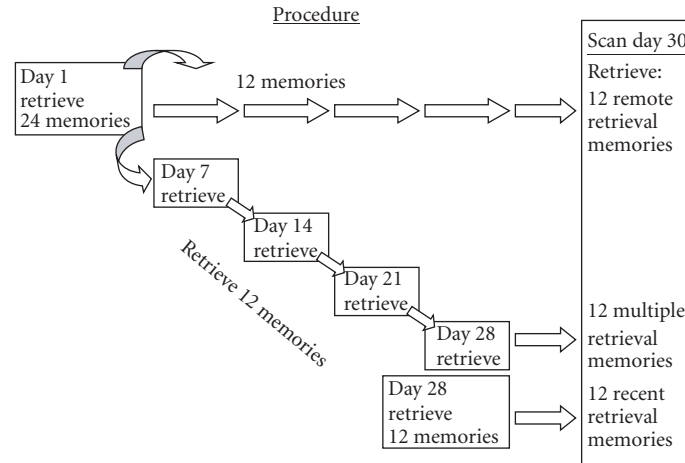 Procedure
Day 1
retrieve
24 memories
12 memories
Day 7
retrieve
Day 14
retrieve
Day 21
retrieve
Day 28
retrieve
Retrieve 12 memories
Day 28
retrieve
12 memories
Scan day 30
Retrieve:
12 remote
retrieval
memories
12 multiple
retrieval
memories
12 recent
retrieval
memories